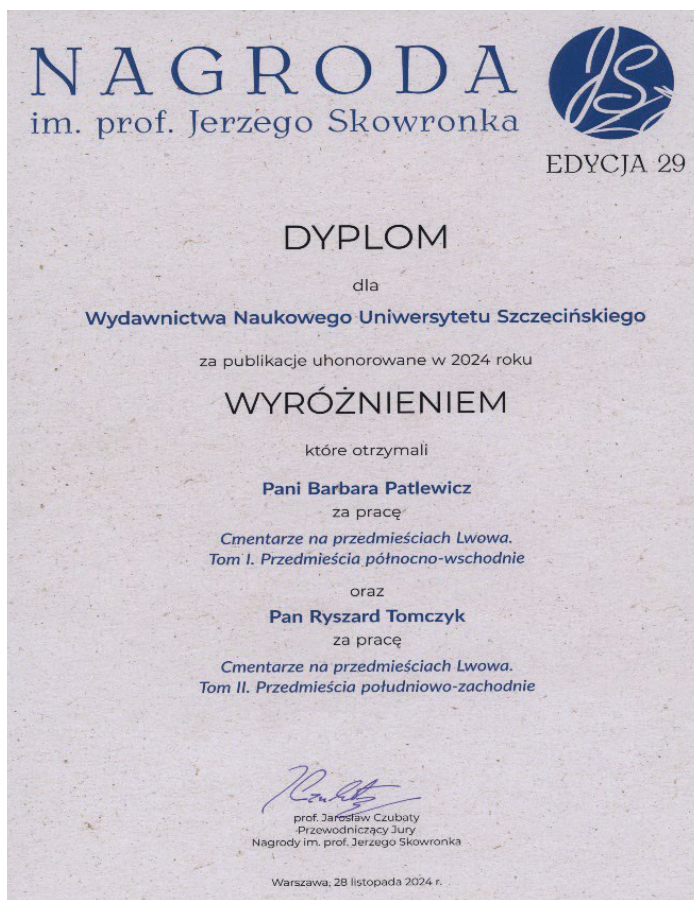 NAGRODA
im. prof. Jerzego Skowronka
JS
EDYCJA 29
DYPLOM
dla
Wydawnictwa Naukowego Uniwersytetu Szczecińskiego
za publikacje uhonorowane w 2024 roku
WYRÓŻNIENIEM
które otrzymali
Pani Barbara Patlewicz
za pracę
Cmentarze na przedmieściach Lwowa.
Tom I. Przedmieścia północno-wschodnie
oraz
Pan Ryszard Tomczyk
za pracę
Cmentarze na przedmieściach Lwowa.
Tom II. Przedmieścia południowo-zachodnie
prof. Jarosław Czubaty
Przewodniczący Jury
Nagrody im. prof. Jerzego Skowronka
Warszawa, 28 listopada 2024 r.